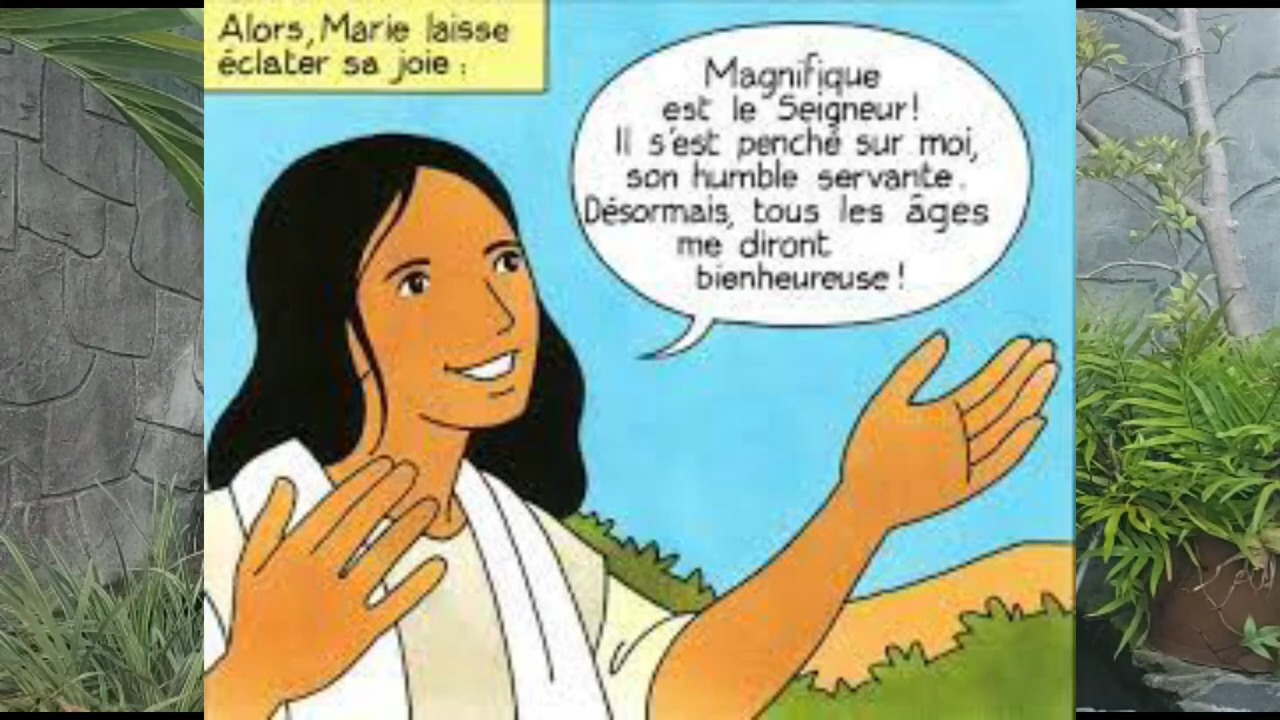 Alors, Marie laisse
éclater sa joie :
Magnifique
est le Seigneur!
Il s'est penché sur moi,
son humble servante.
Désormais, tous les âges
me diront
bienheureuse !